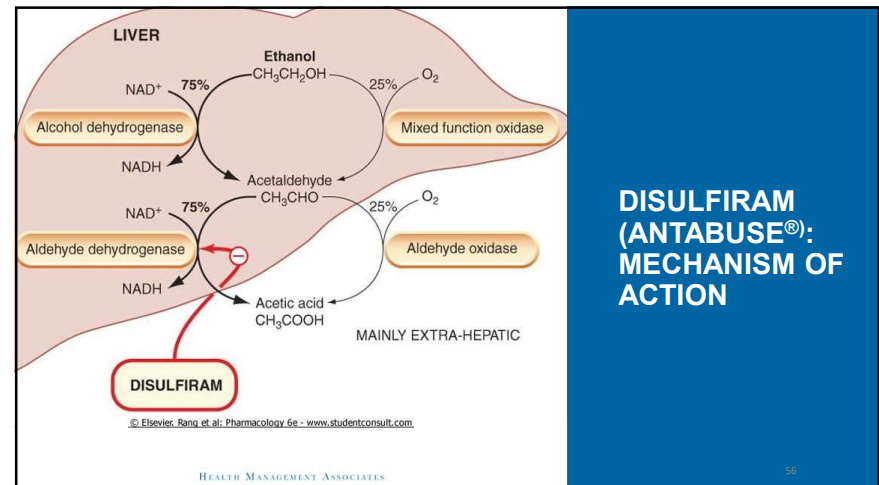 LIVER
Ethanol
CH₃CH₂OH
NAD⁺
75%
25%
O₂
Alcohol dehydrogenase
Mixed function oxidase
NADH
Acetaldehyde
CH₃CHO
NAD⁺
75%
25%
O₂
Aldehyde dehydrogenase
−
Aldehyde oxidase
NADH
Acetic acid
CH₃COOH
MAINLY EXTRA-HEPATIC
DISULFIRAM
© Elsevier. Rang et al: Pharmacology 6e - www.studentconsult.com
HEALTH MANAGEMENT ASSOCIATES
DISULFIRAM
(ANTABUSE®):
MECHANISM OF
ACTION
56